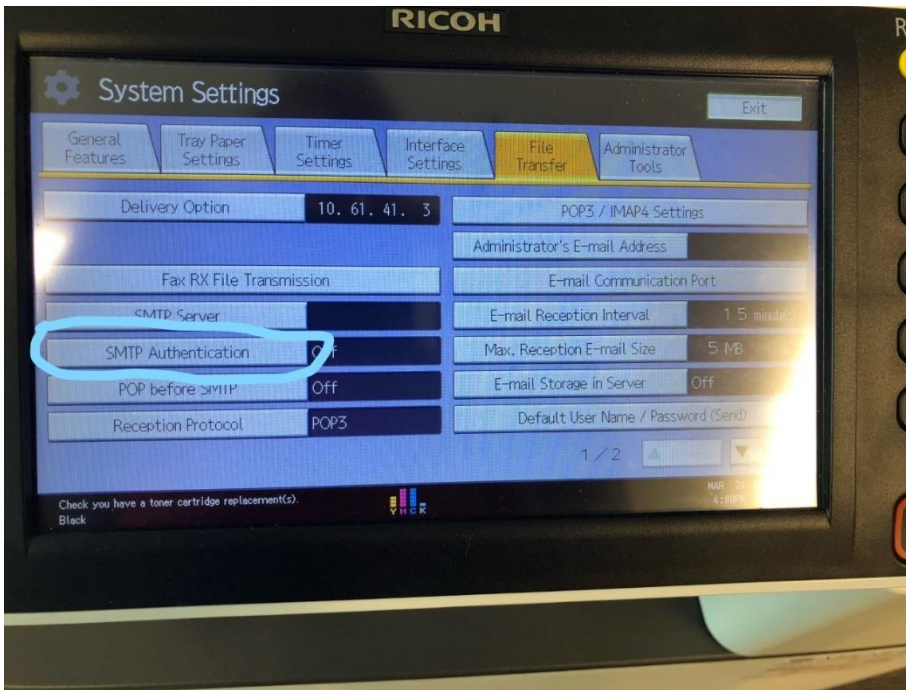 RICOH
System Settings
Exit
General
Features
Tray Paper
Settings
Timer
Settings
Interface
Settings
File
Transfer
Administrator
Tools
Delivery Option
10. 61. 41. 3
Fax RX File Transmission
SMTP Server
SMTP Authentication
POP before SMTP
Off
Reception Protocol
POP3
POP3 / IMAP4 Settings
Administrator's E-mail Address
E-mail Communication Port
E-mail Reception Interval
15 minute(s)
Max. Reception E-mail Size
5 MB
E-mail Storage in Server
Off
Default User Name / Password (Send)
1/2
Check you have a toner cartridge replacement(s).
Black
Y M C K
MAR
4:00PM
R